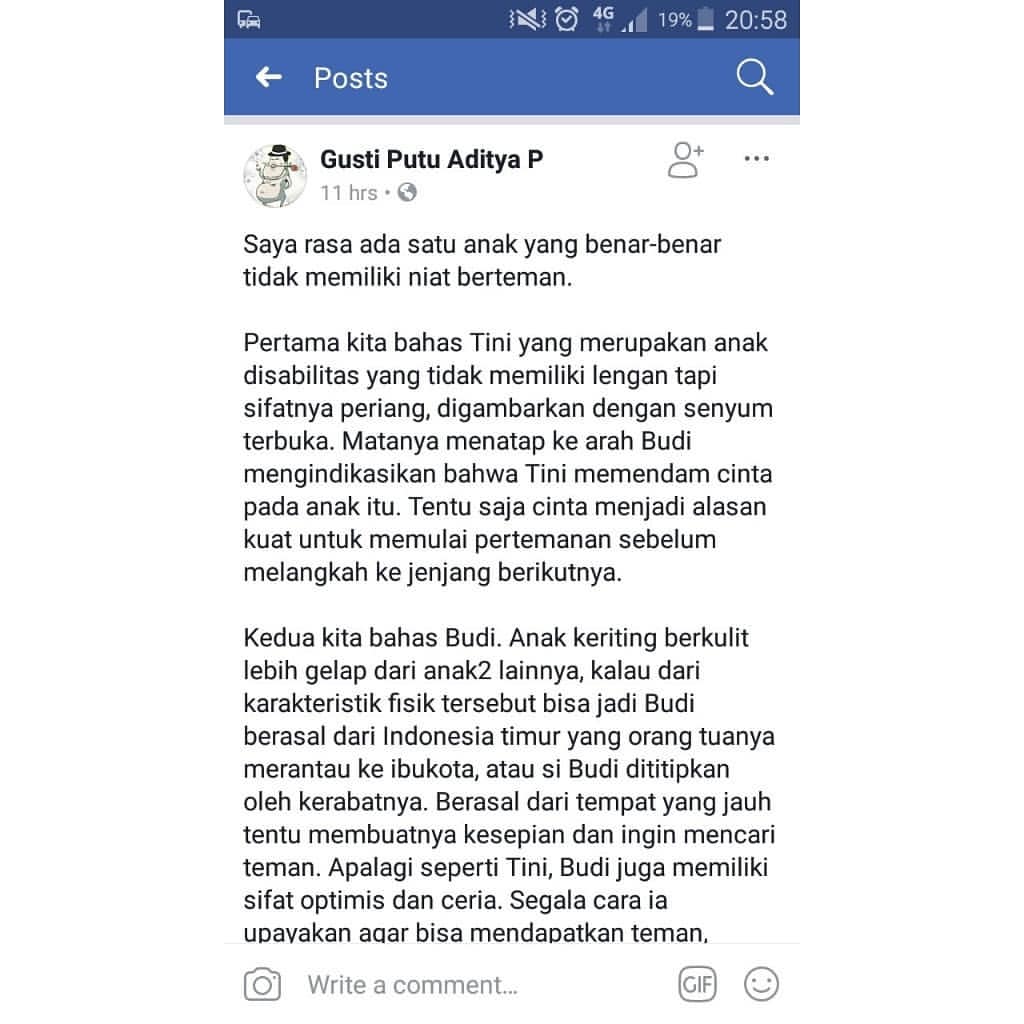 4G 19% 20:58
Posts
Gusti Putu Aditya P
11 hrs •
Saya rasa ada satu anak yang benar-benar
tidak memiliki niat berteman.
Pertama kita bahas Tini yang merupakan anak
disabilitas yang tidak memiliki lengan tapi
sifatnya periang, digambarkan dengan senyum
terbuka. Matanya menatap ke arah Budi
mengindikasikan bahwa Tini memendam cinta
pada anak itu. Tentu saja cinta menjadi alasan
kuat untuk memulai pertemanan sebelum
melangkah ke jenjang berikutnya.
Kedua kita bahas Budi. Anak keriting berkulit
lebih gelap dari anak2 lainnya, kalau dari
karakteristik fisik tersebut bisa jadi Budi
berasal dari Indonesia timur yang orang tuanya
merantau ke ibukota, atau si Budi dititipkan
oleh kerabatnya. Berasal dari tempat yang jauh
tentu membuatnya kesepian dan ingin mencari
teman. Apalagi seperti Tini, Budi juga memiliki
sifat optimis dan ceria. Segala cara ia
upayakan agar bisa mendapatkan teman,
Write a comment... GIF